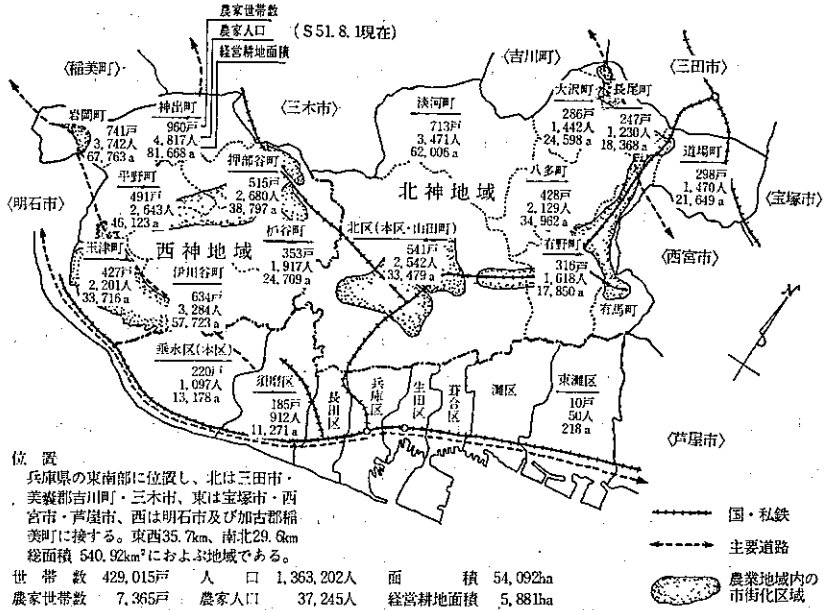 農家世帯数
農家人口
経営耕地面積
(S51.8.1現在)
〈稲美町〉
〈三木市〉
〈吉川町〉
〈三田市〉
〈宝塚市〉
〈西宮市〉
〈芦屋市〉
〈明石市〉
岩岡町
741戸
3,742人
67,763a
神出町
960戸
4,817人
81,668a
押部谷町
515戸
2,680人
38,797a
平野町
491戸
2,643人
46,123a
西神地域
玉津町
427戸
2,201人
33,716a
伊川谷町
634戸
3,284人
57,723a
353戸
1,917人
24,709a
垂水区(本区)
220戸
1,097人
13,178a
須磨区
185戸
912人
11,271a
長田区
兵庫区
生田区
葺合区
灘区
東灘区
10戸
50人
218a
淡河町
713戸
3,471人
62,006a
北神地域
北区(本区・山田町)
541戸
2,542人
33,479a
大沢町
286戸
1,442人
24,598a
長尾町
247戸
1,230人
18,368a
道場町
298戸
1,470人
21,649a
八多町
428戸
2,129人
34,962a
有野町
316戸
1,618人
17,850a
有馬町
位置
兵庫県の東南部に位置し、北は三田市・
美嚢郡吉川町・三木市、東は宝塚市・西
宮市・芦屋市、西は明石市及び加古郡稲
美町に接する。東西35.7km、南北29.6km
総面積 540.92km²におよぶ地域である。
世帯数 429,015戸 人口 1,363,202人 面積 54,092ha
農家世帯数 7,365戸 農家人口 37,245人 経営耕地面積 5,881ha
国・私鉄
主要道路
農業地域内の
市街化区域